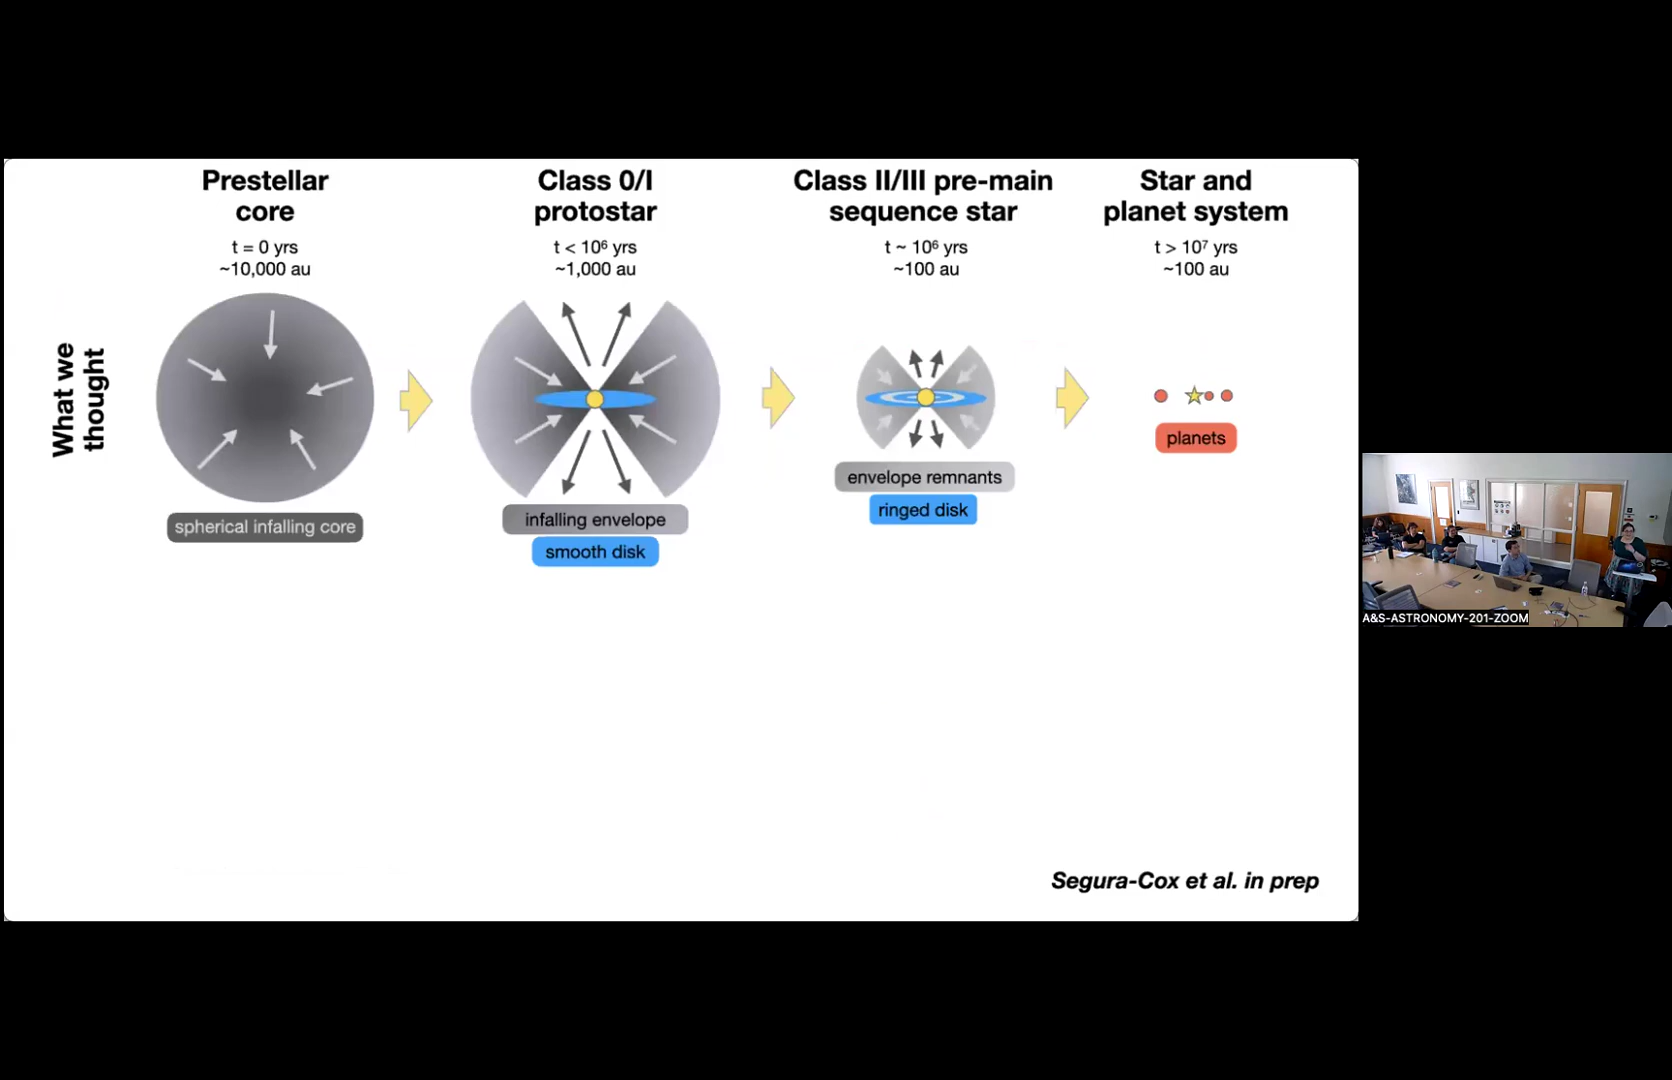 Prestellar
core
t = 0 yrs
~10,000 au
Class 0/I
protostar
t < 10⁶ yrs
~1,000 au
Class II/III pre-main
sequence star
t ~ 10⁶ yrs
~100 au
Star and
planet system
t > 10⁷ yrs
~100 au
What we
thought
spherical infalling core
infalling envelope
smooth disk
envelope remnants
ringed disk
planets
Segura-Cox et al. in prep
A&S-ASTRONOMY-201-ZOOM